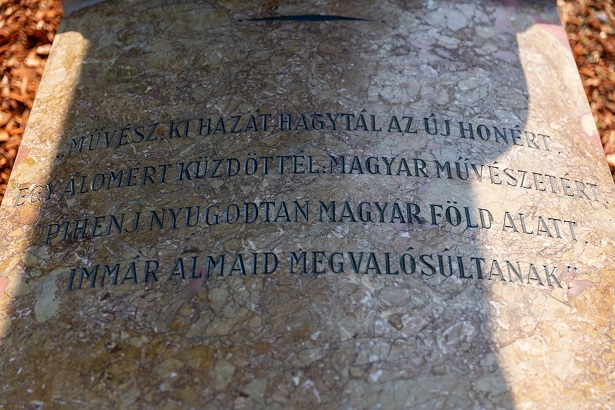 „MŰVÉSZ, KI HAZÁT HAGYTÁL AZ ÚJ HONÉRT,
EGY ÁLOMÉRT KÜZDÖTTÉL, MAGYAR MŰVÉSZETÉRT,
PIHENJ NYUGODTAN MAGYAR FÖLD ALATT,
IMMÁR ÁLMAID MEGVALÓSÚLTANAK."